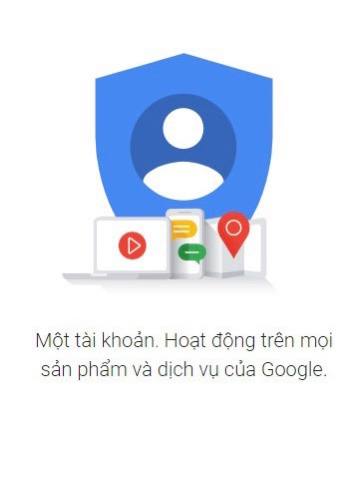 Một tài khoản. Hoạt động trên mọi
sản phẩm và dịch vụ của Google.